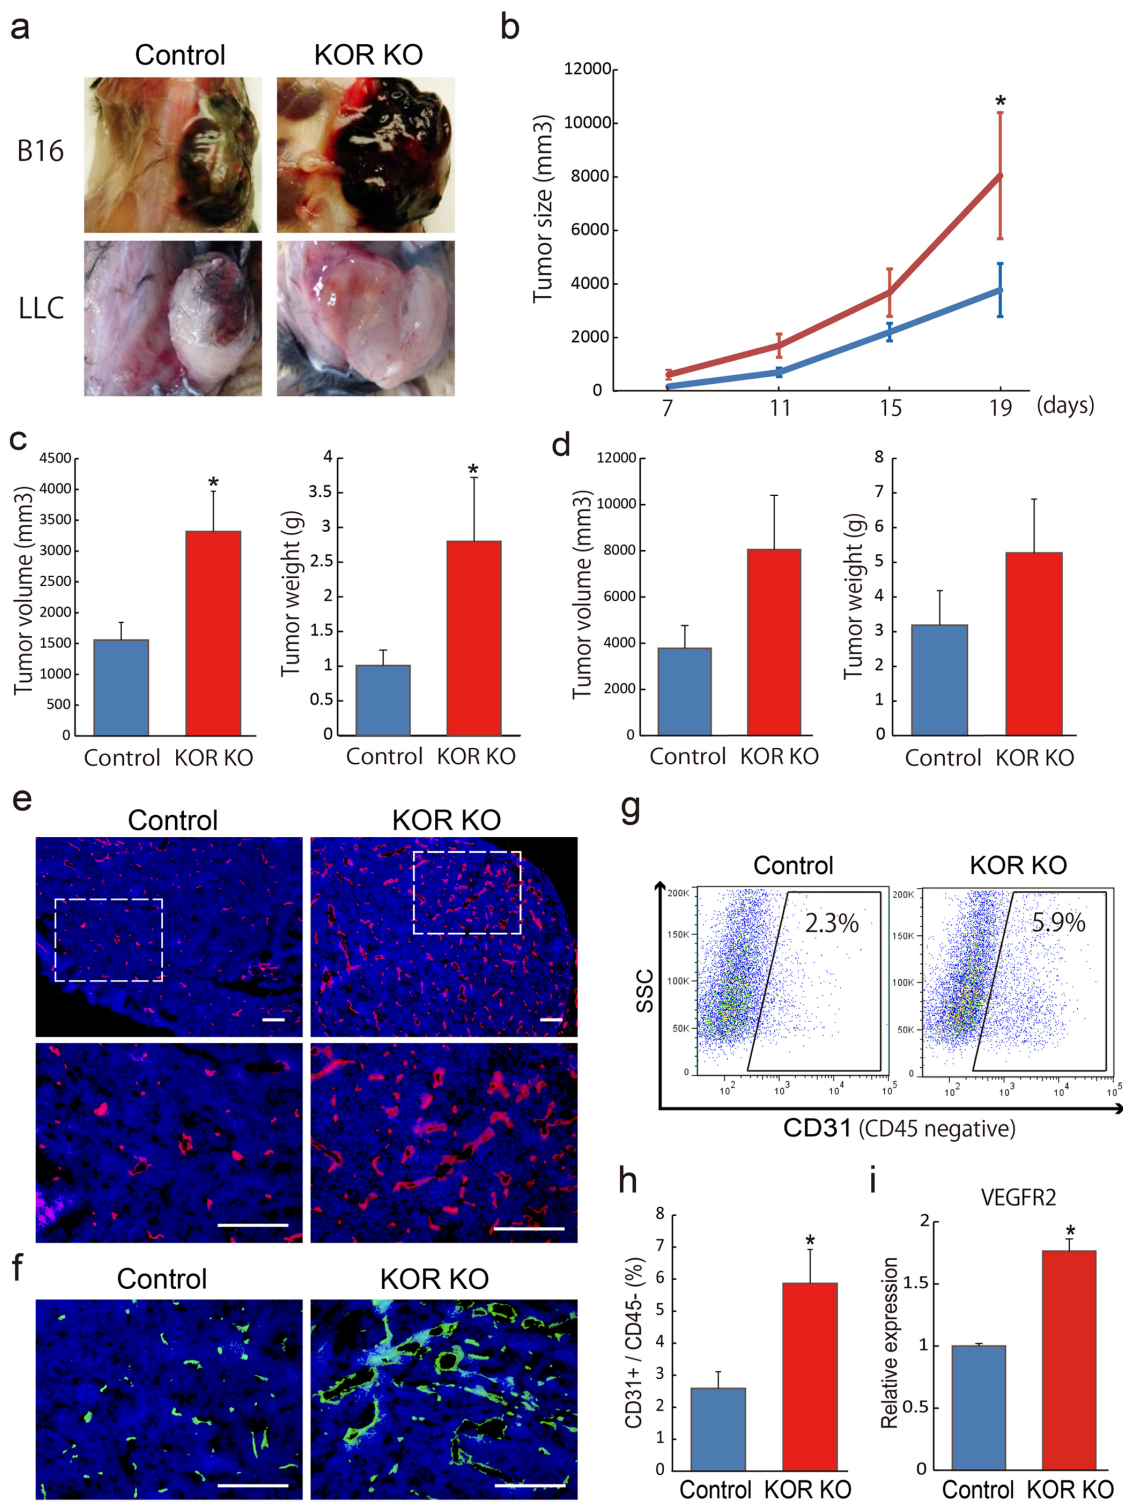 a
Control
KOR KO
B16
LLC
b
Tumor size (mm3)
12000
10000
8000
6000
4000
2000
0
*
7
11
15
19
(days)
c
Tumor volume (mm3)
4500
4000
3500
3000
2500
2000
1500
1000
500
0
*
Control
KOR KO
Tumor weight (g)
4
3.5
3
2.5
2
1.5
1
0.5
0
*
Control
KOR KO
d
Tumor volume (mm3)
12000
10000
8000
6000
4000
2000
0
Control
KOR KO
Tumor weight (g)
8
7
6
5
4
3
2
1
0
Control
KOR KO
e
Control
KOR KO
f
Control
KOR KO
g
Control
KOR KO
SSC
200K
150K
100K
50K
0
2.3%
10²
10³
10⁴
10⁵
200K
150K
100K
50K
0
5.9%
10²
10³
10⁴
10⁵
CD31 (CD45 negative)
h
CD31+ / CD45- (%)
8
7
6
5
4
3
2
1
0
*
Control
KOR KO
i
VEGFR2
Relative expression
2
1.5
1
0.5
0
*
Control
KOR KO